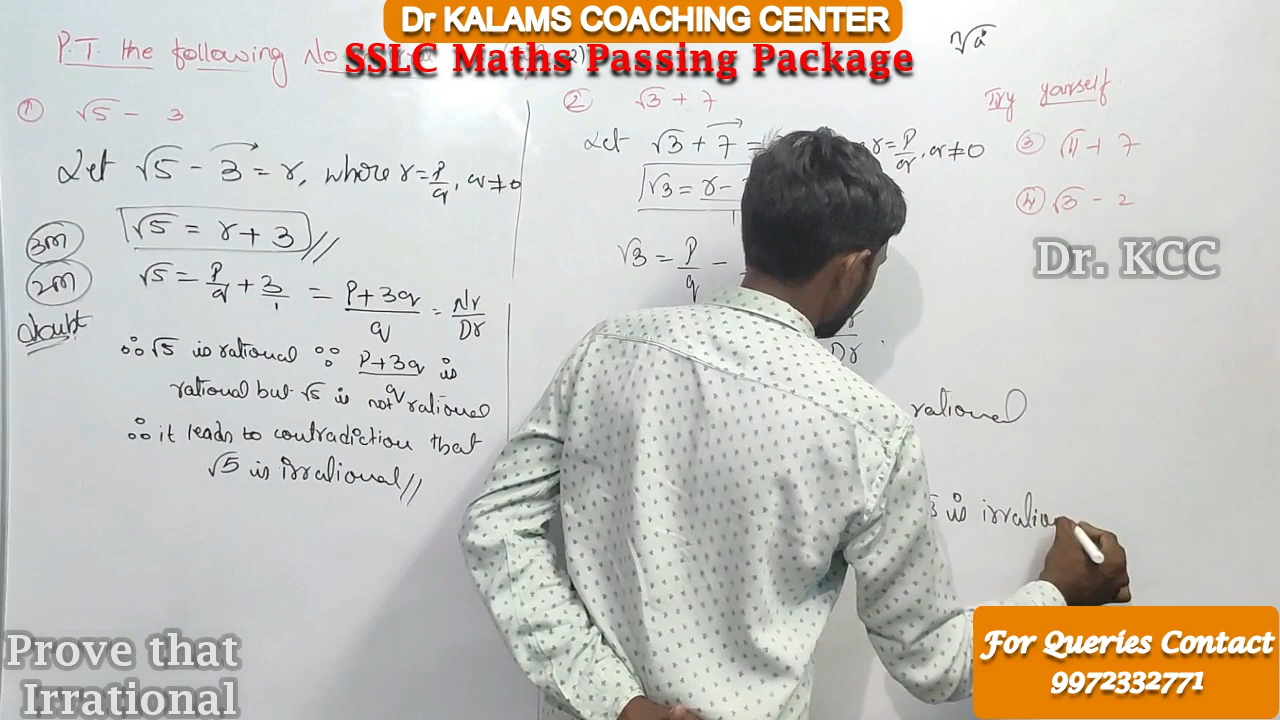 Dr KALAMS COACHING CENTER
SSLC Maths Passing Package
P.T. the following No
2)
ⁿ√a
① √5 - 3
Let √5 - 3 = r, where r = p/q, q ≠ 0
√5 = r + 3 //
3m
2m
doubt
√5 = p/q + 3/1 = p+3q/q = Nr/Dr
∴ √5 is rational ∵ p+3q/q is
rational but √5 is not rational
∴ it leads to contradiction that
√5 is irrational //
② √3 + 7
Let √3 + 7 =
r = p/q, q ≠ 0
√3 = r -
√3 = p/q -
Dr.
rational
is irratio
Try yourself
③ √11 + 7
④ √3 - 2
Dr. KCC
Prove that
Irrational
For Queries Contact
9972332771